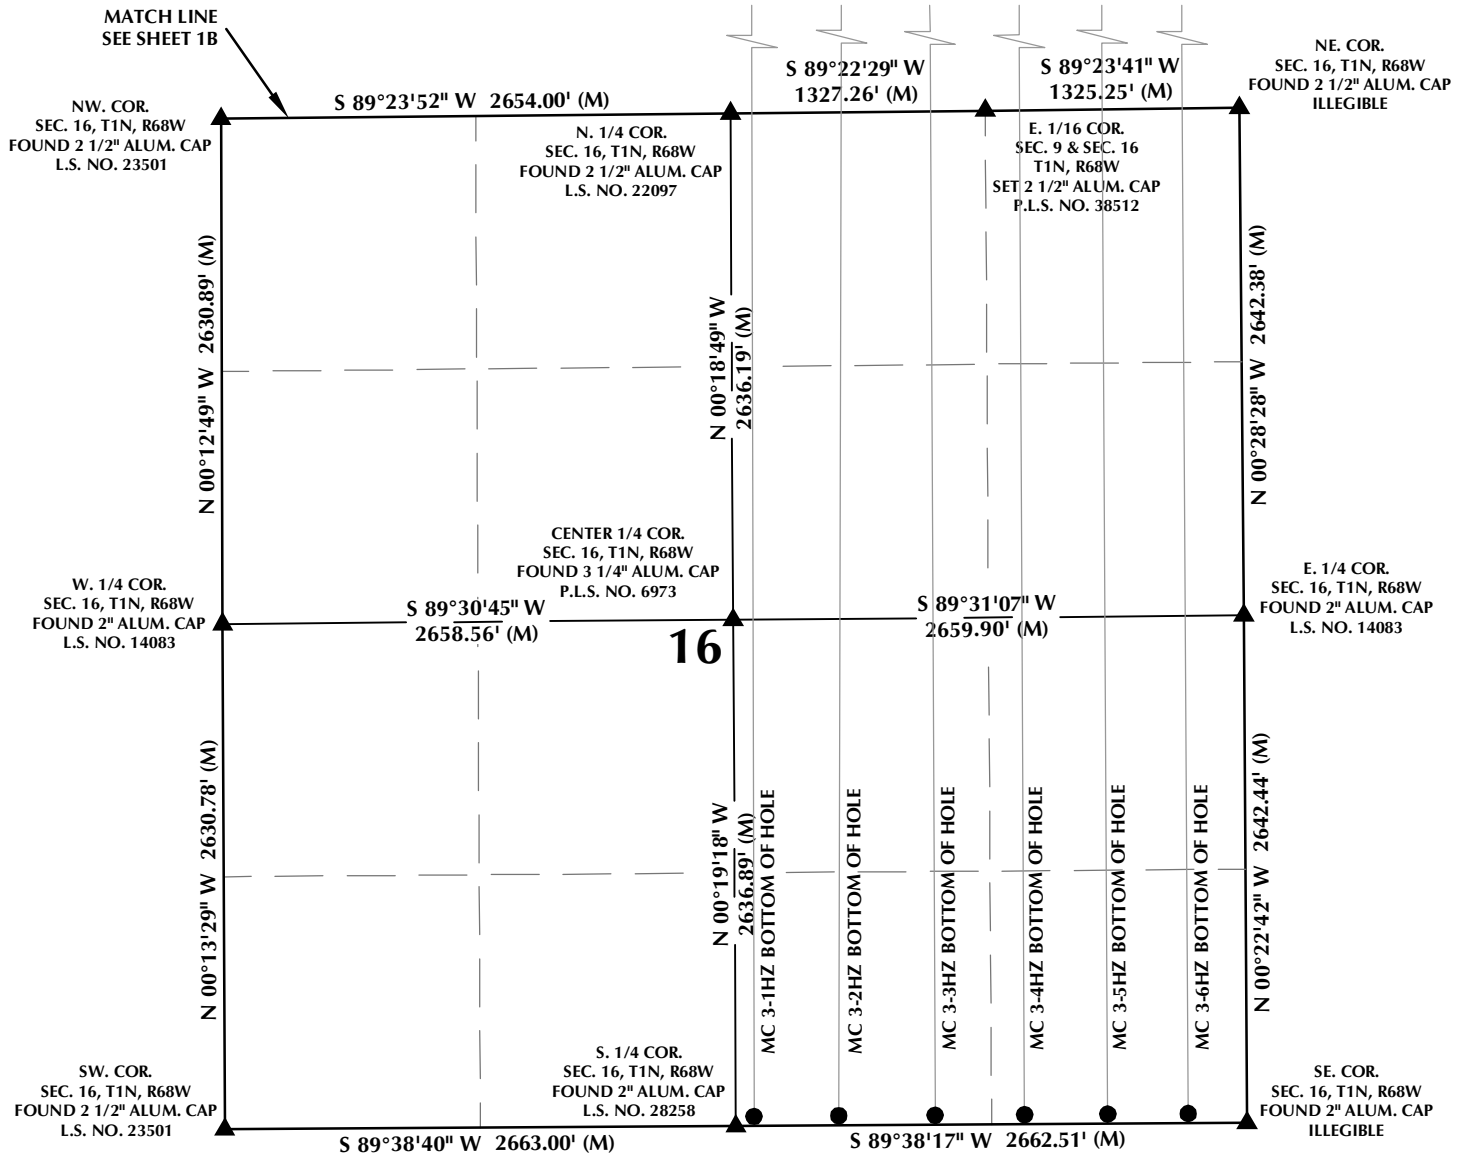 MATCH LINE
SEE SHEET 1B
NW. COR.
SEC. 16, T1N, R68W
FOUND 2 1/2" ALUM. CAP
L.S. NO. 23501
S 89°23'52" W 2654.00' (M)
N. 1/4 COR.
SEC. 16, T1N, R68W
FOUND 2 1/2" ALUM. CAP
L.S. NO. 22097
S 89°22'29" W
1327.26' (M)
S 89°23'41" W
1325.25' (M)
E. 1/16 COR.
SEC. 9 & SEC. 16
T1N, R68W
SET 2 1/2" ALUM. CAP
P.L.S. NO. 38512
NE. COR.
SEC. 16, T1N, R68W
FOUND 2 1/2" ALUM. CAP
ILLEGIBLE
N 00°12'49" W 2630.89' (M)
N 00°18'49" W
2636.19' (M)
N 00°28'28" W 2642.38' (M)
W. 1/4 COR.
SEC. 16, T1N, R68W
FOUND 2" ALUM. CAP
L.S. NO. 14083
S 89°30'45" W
2658.56' (M)
CENTER 1/4 COR.
SEC. 16, T1N, R68W
FOUND 3 1/4" ALUM. CAP
P.L.S. NO. 6973
16
S 89°31'07" W
2659.90' (M)
E. 1/4 COR.
SEC. 16, T1N, R68W
FOUND 2" ALUM. CAP
L.S. NO. 14083
N 00°13'29" W 2630.78' (M)
N 00°19'18" W
2636.89' (M)
MC 3-1HZ BOTTOM OF HOLE
MC 3-2HZ BOTTOM OF HOLE
MC 3-3HZ BOTTOM OF HOLE
MC 3-4HZ BOTTOM OF HOLE
MC 3-5HZ BOTTOM OF HOLE
MC 3-6HZ BOTTOM OF HOLE
N 00°22'42" W 2642.44' (M)
SW. COR.
SEC. 16, T1N, R68W
FOUND 2 1/2" ALUM. CAP
L.S. NO. 23501
S 89°38'40" W 2663.00' (M)
S. 1/4 COR.
SEC. 16, T1N, R68W
FOUND 2" ALUM. CAP
L.S. NO. 28258
S 89°38'17" W 2662.51' (M)
SE. COR.
SEC. 16, T1N, R68W
FOUND 2" ALUM. CAP
ILLEGIBLE